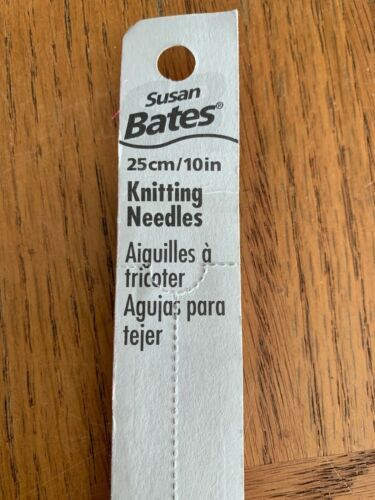 Susan
Bates®
25cm/10in
Knitting
Needles
Aiguilles à
tricoter
Agujas para
tejer